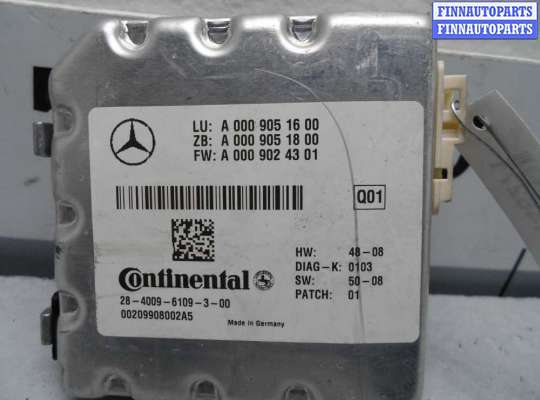 FINNAUTOPARTS
FINNAUTOPARTS
LU: A 000 905 16 00
ZB: A 000 905 18 00
FW: A 000 902 43 01
Q01
HW: 48-08
DIAG-K: 0103
SW: 50-08
PATCH: 01
Continental
28-4009-6109-3-00
00209908002A5
Made in Germany